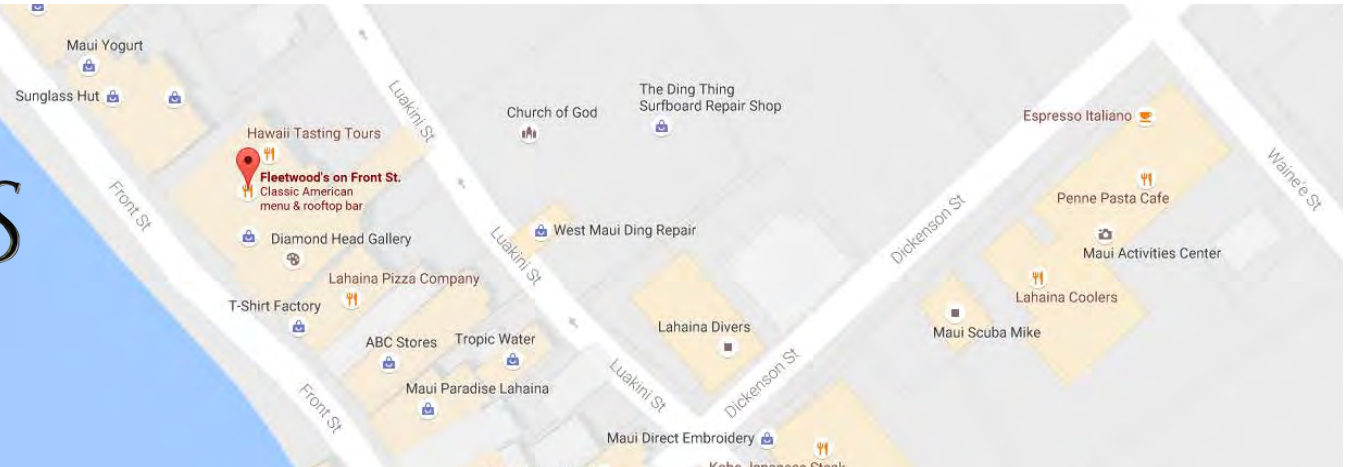 Maui Yogurt
Sunglass Hut
Hawaii Tasting Tours
Fleetwood's on Front St.
Classic American
menu & rooftop bar
Diamond Head Gallery
Lahaina Pizza Company
T-Shirt Factory
ABC Stores
Tropic Water
Maui Paradise Lahaina
Front St
Front St
Luakini St
Luakini St
Luakini St
Church of God
The Ding Thing
Surfboard Repair Shop
West Maui Ding Repair
Lahaina Divers
Maui Direct Embroidery
Kobe Japanese Steak
Dickenson St
Dickenson St
Espresso Italiano
Penne Pasta Cafe
Maui Activities Center
Lahaina Coolers
Maui Scuba Mike
Waine'e St
S